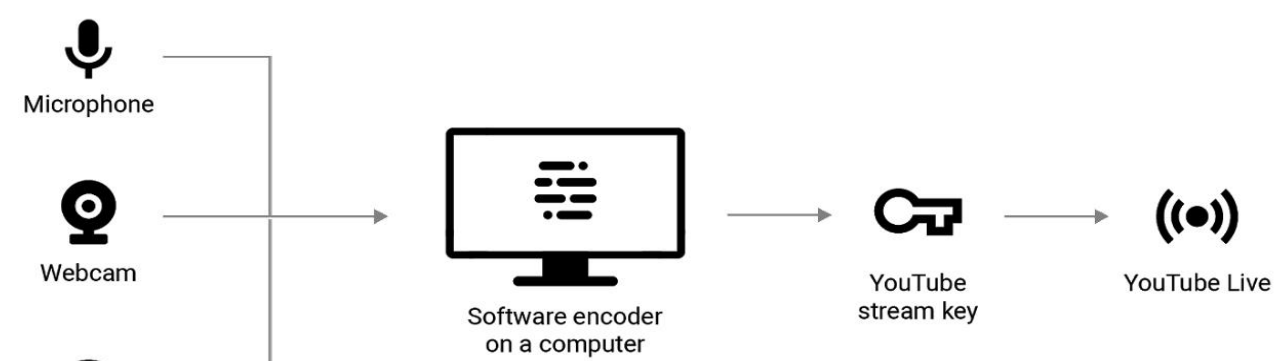 Microphone
Webcam
Software encoder
on a computer
YouTube
stream key
YouTube Live